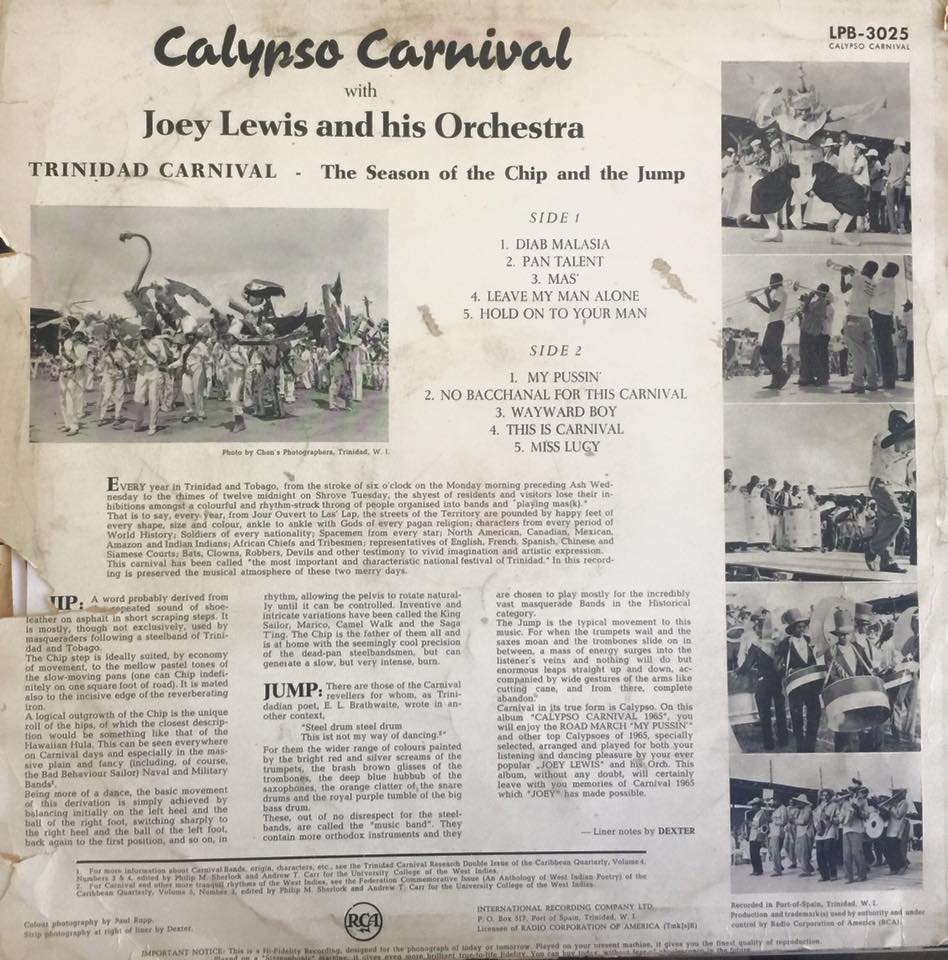 Calypso Carnival
with
Joey Lewis and his Orchestra
TRINIDAD CARNIVAL - The Season of the Chip and the Jump
LPB-3025
CALYPSO CARNIVAL
SIDE 1
1. DIAB MALASIA
2. PAN TALENT
3. MAS'
4. LEAVE MY MAN ALONE
5. HOLD ON TO YOUR MAN
SIDE 2
1. MY PUSSIN'
2. NO BACCHANAL FOR THIS CARNIVAL
3. WAYWARD BOY
4. THIS IS CARNIVAL
5. MISS LUCY
Photo by Chan's Photographers, Trinidad, W. I.
EVERY year in Trinidad and Tobago, from the stroke of six o'clock on the Monday morning preceding Ash Wed-
nesday to the chimes of twelve midnight on Shrove Tuesday, the shyest of residents and visitors lose their in-
hibitions amongst a colourful and rhythm-struck throng of people organised into bands and "playing mas(k)."
That is to say, every year, from Jour Ouvert to Las' Lap, the streets of the Territory are pounded by happy feet of
every shape, size and colour, ankle to ankle with Gods of every pagan religion; characters from every period of
World History; Soldiers of every nationality; Spacemen from every star; North American, Canadian, Mexican,
Amazon and Indian Indians; African Chiefs and Tribesmen; representatives of English, French, Spanish, Chinese and
Siamese Courts; Bats, Clowns, Robbers, Devils and other testimony to vivid imagination and artistic expression.
This carnival has been called "the most important and characteristic national festival of Trinidad." In this record-
ing is preserved the musical atmosphere of these two merry days.
IP: A word probably derived from
repeated sound of shoe-
leather on asphalt in short scraping steps. It
is mostly, though not exclusively, used by
masqueraders following a steelband of Trini-
dad and Tobago.
The Chip step is ideally suited, by economy
of movement, to the mellow pastel tones of
the slow-moving pans (one can Chip indefi-
nitely on one square foot of road). It is mated
also to the incisive edge of the reverberating
iron.
A logical outgrowth of the Chip is the unique
roll of the hips, of which the closest descrip-
tion would be something like that of the
Hawaiian Hula. This can be seen everywhere
on Carnival days and especially in the mas-
sive plain and fancy (including, of course,
the Bad Behaviour Sailor) Naval and Military
Bands¹.
Being more of a dance, the basic movement
of this derivation is simply achieved by
balancing initially on the left heel and the
ball of the right foot, switching sharply to
the right heel and the ball of the left foot,
back again to the first position, and so on, in
rhythm, allowing the pelvis to rotate natural-
ly until it can be controlled. Inventive and
intricate variations have been called the King
Sailor, Marico, Camel Walk and the Saga
T'ing. The Chip is the father of them all and
is at home with the seemingly cool precision
of the dead-pan steelbandsmen, but can
generate a slow, but very intense, burn.
JUMP: There are those of the Carnival
revellers for whom, as Trini-
dadian poet, E. L. Brathwaite, wrote in an-
other context,
"Steel drum steel drum
This ist not my way of dancing.²"
For them the wider range of colours painted
by the bright red and silver screams of the
trumpets, the brash brown glisses of the
trombones, the deep blue hubbub of the
saxophones, the orange clatter of the snare
drums and the royal purple tumble of the big
bass drum.
These, out of no disrespect for the steel-
bands, are called the "music band". They
contain more orthodox instruments and they
are chosen to play mostly for the incredibly
vast masquerade Bands in the Historical
category.
The Jump is the typical movement to this
music. For when the trumpets wail and the
saxes moan and the trombones slide on in
between, a mass of energy surges into the
listener's veins and nothing will do but
enormous leaps straight up and down, ac-
companied by wide gestures of the arms like
cutting cane, and from there, complete
abandon.
Carnival in its true form is Calypso. On this
album "CALYPSO CARNIVAL 1965", you
will enjoy the ROAD MARCH "MY PUSSIN"
and other top Calypsoes of 1965, specially
selected, arranged and played for both your
listening and dancing pleasure by your ever
popular „JOEY LEWIS" and his Orch. This
album, without any doubt, will certainly
leave with you memories of Carnival 1965
which "JOEY" has made possible.
— Liner notes by DEXTER
1. For more information about Carnival Bands, origin, characters, etc., see the Trinidad Carnival Research Double Issue of the Caribbean Quarterly, Volume 4,
Numbers 3 & 4, edited by Philip M. Sherlock and Andrew T. Carr for the University College of the West Indies.
2. For Carnival and other more tranquil rhythms of the West Indies, see the Federation Commemorative Issue (An Anthology of West Indian Poetry) of the
Caribbean Quarterly, Volume 5, Number 3, edited by Philip M. Sherlock and Andrew T. Carr for the University College of the West Indies.
Colour photography by Paul Rupp.
Strip photography at right of liner by Dexter.
RCA
INTERNATIONAL RECORDING COMPANY LTD.
P. O. Box 517, Port of Spain, Trinidad, W. I.
Licensee of RADIO CORPORATION OF AMERICA (Tmk[s]R)
Recorded in Port-of-Spain, Trinidad, W. I.
Production and trademark(s) used by authority and under
control by Radio Corporation of America (RCA).
IMPORTANT NOTICE: This is a Hi-Fidelity Recording, designed for the phonograph of today or tomorrow. Played on your present machine, it gives you the finest quality of reproduction.
Played on a "Stereophonic" machine, it gives even more brilliant true-to-life fidelity. You can buy today, without fear of